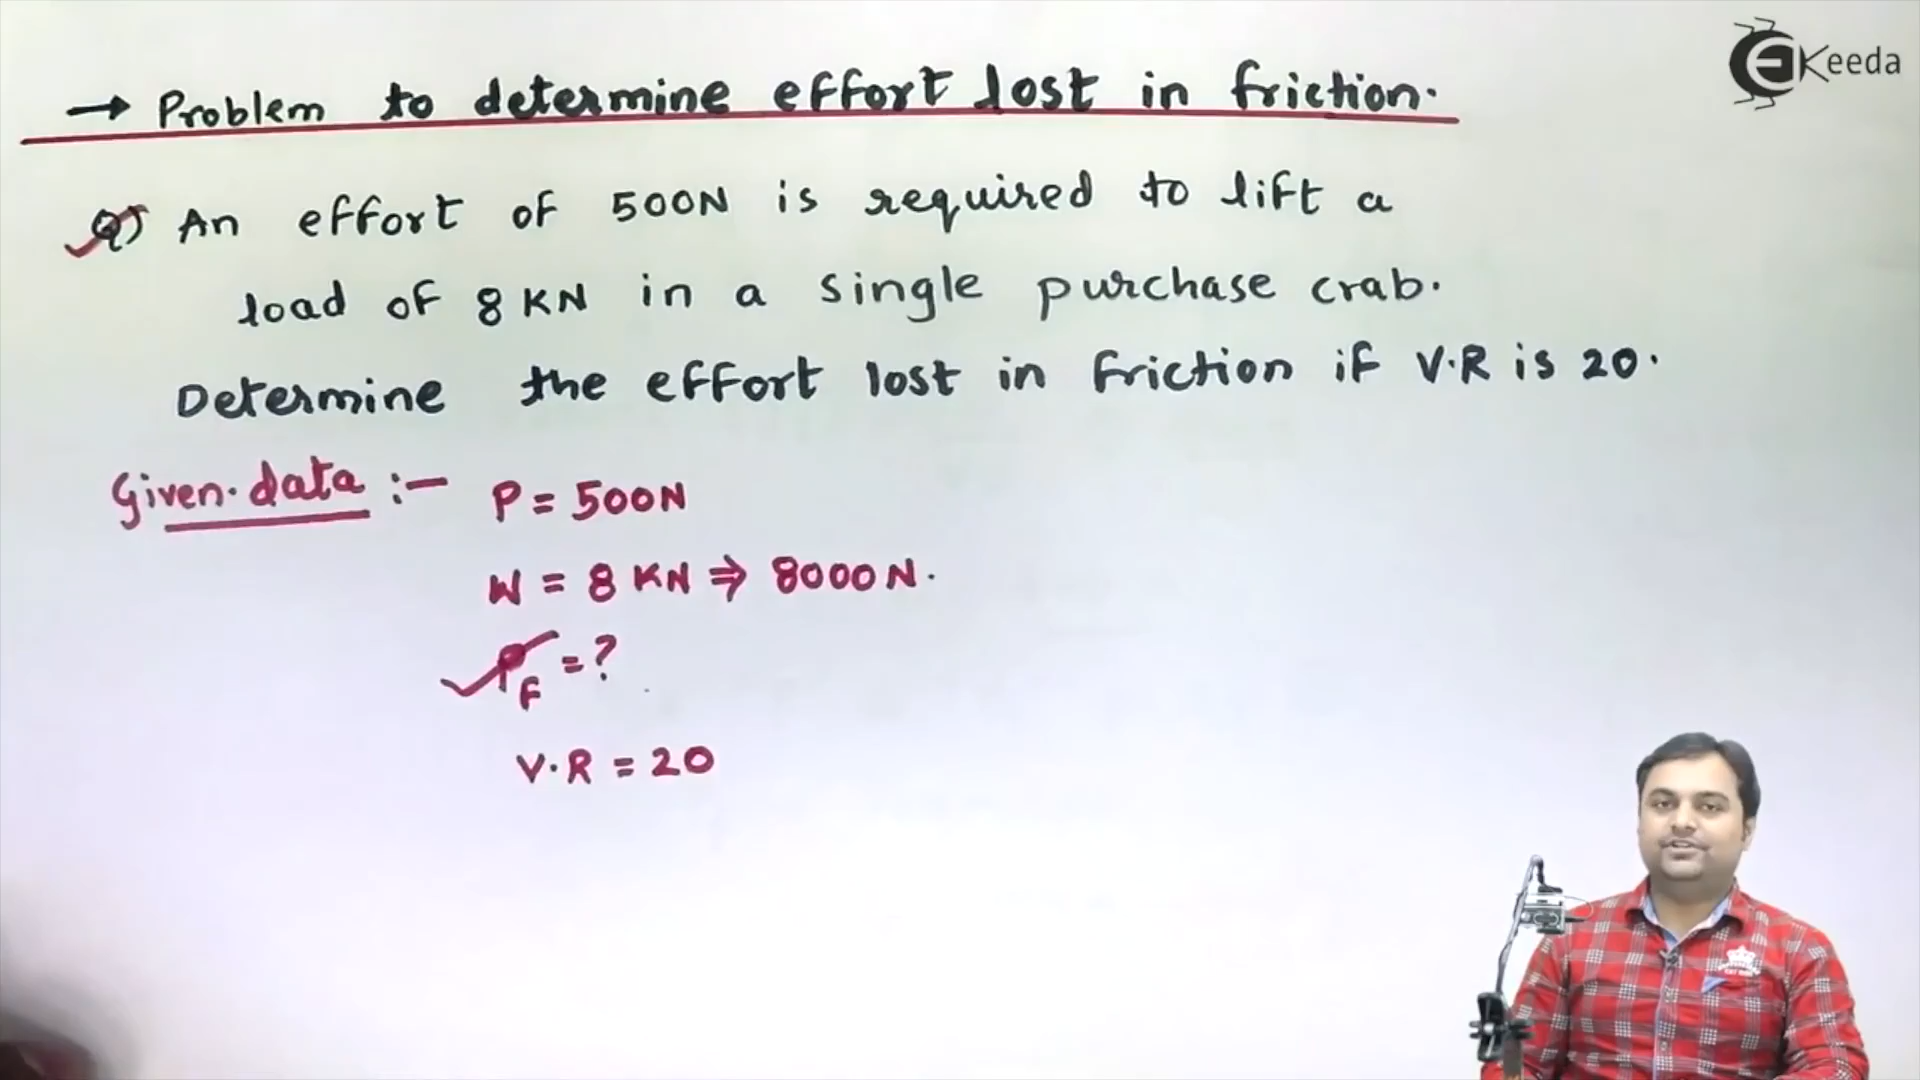 EKeeda
→ Problem to determine effort lost in friction.
Q) An effort of 500N is required to lift a
load of 8 KN in a single purchase crab.
Determine the effort lost in friction if V.R is 20.
Given data :- P = 500N
W = 8 KN ⇒ 8000 N.
PF = ?
V.R = 20